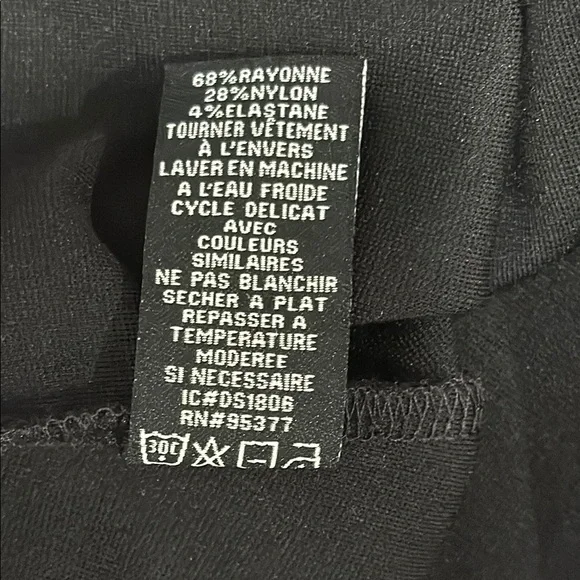 68%RAYONNE
28%NYLON
4%ELASTANE
TOURNER VÊTEMENT
À L'ENVERS
LAVER EN MACHINE
A L'EAU FROIDE
CYCLE DELICAT
AVEC
COULEURS
SIMILAIRES
NE PAS BLANCHIR
SECHER A PLAT
REPASSER À
TEMPERATURE
MODEREE
SI NECESSAIRE
IC#DS1806
RN#95377
30C